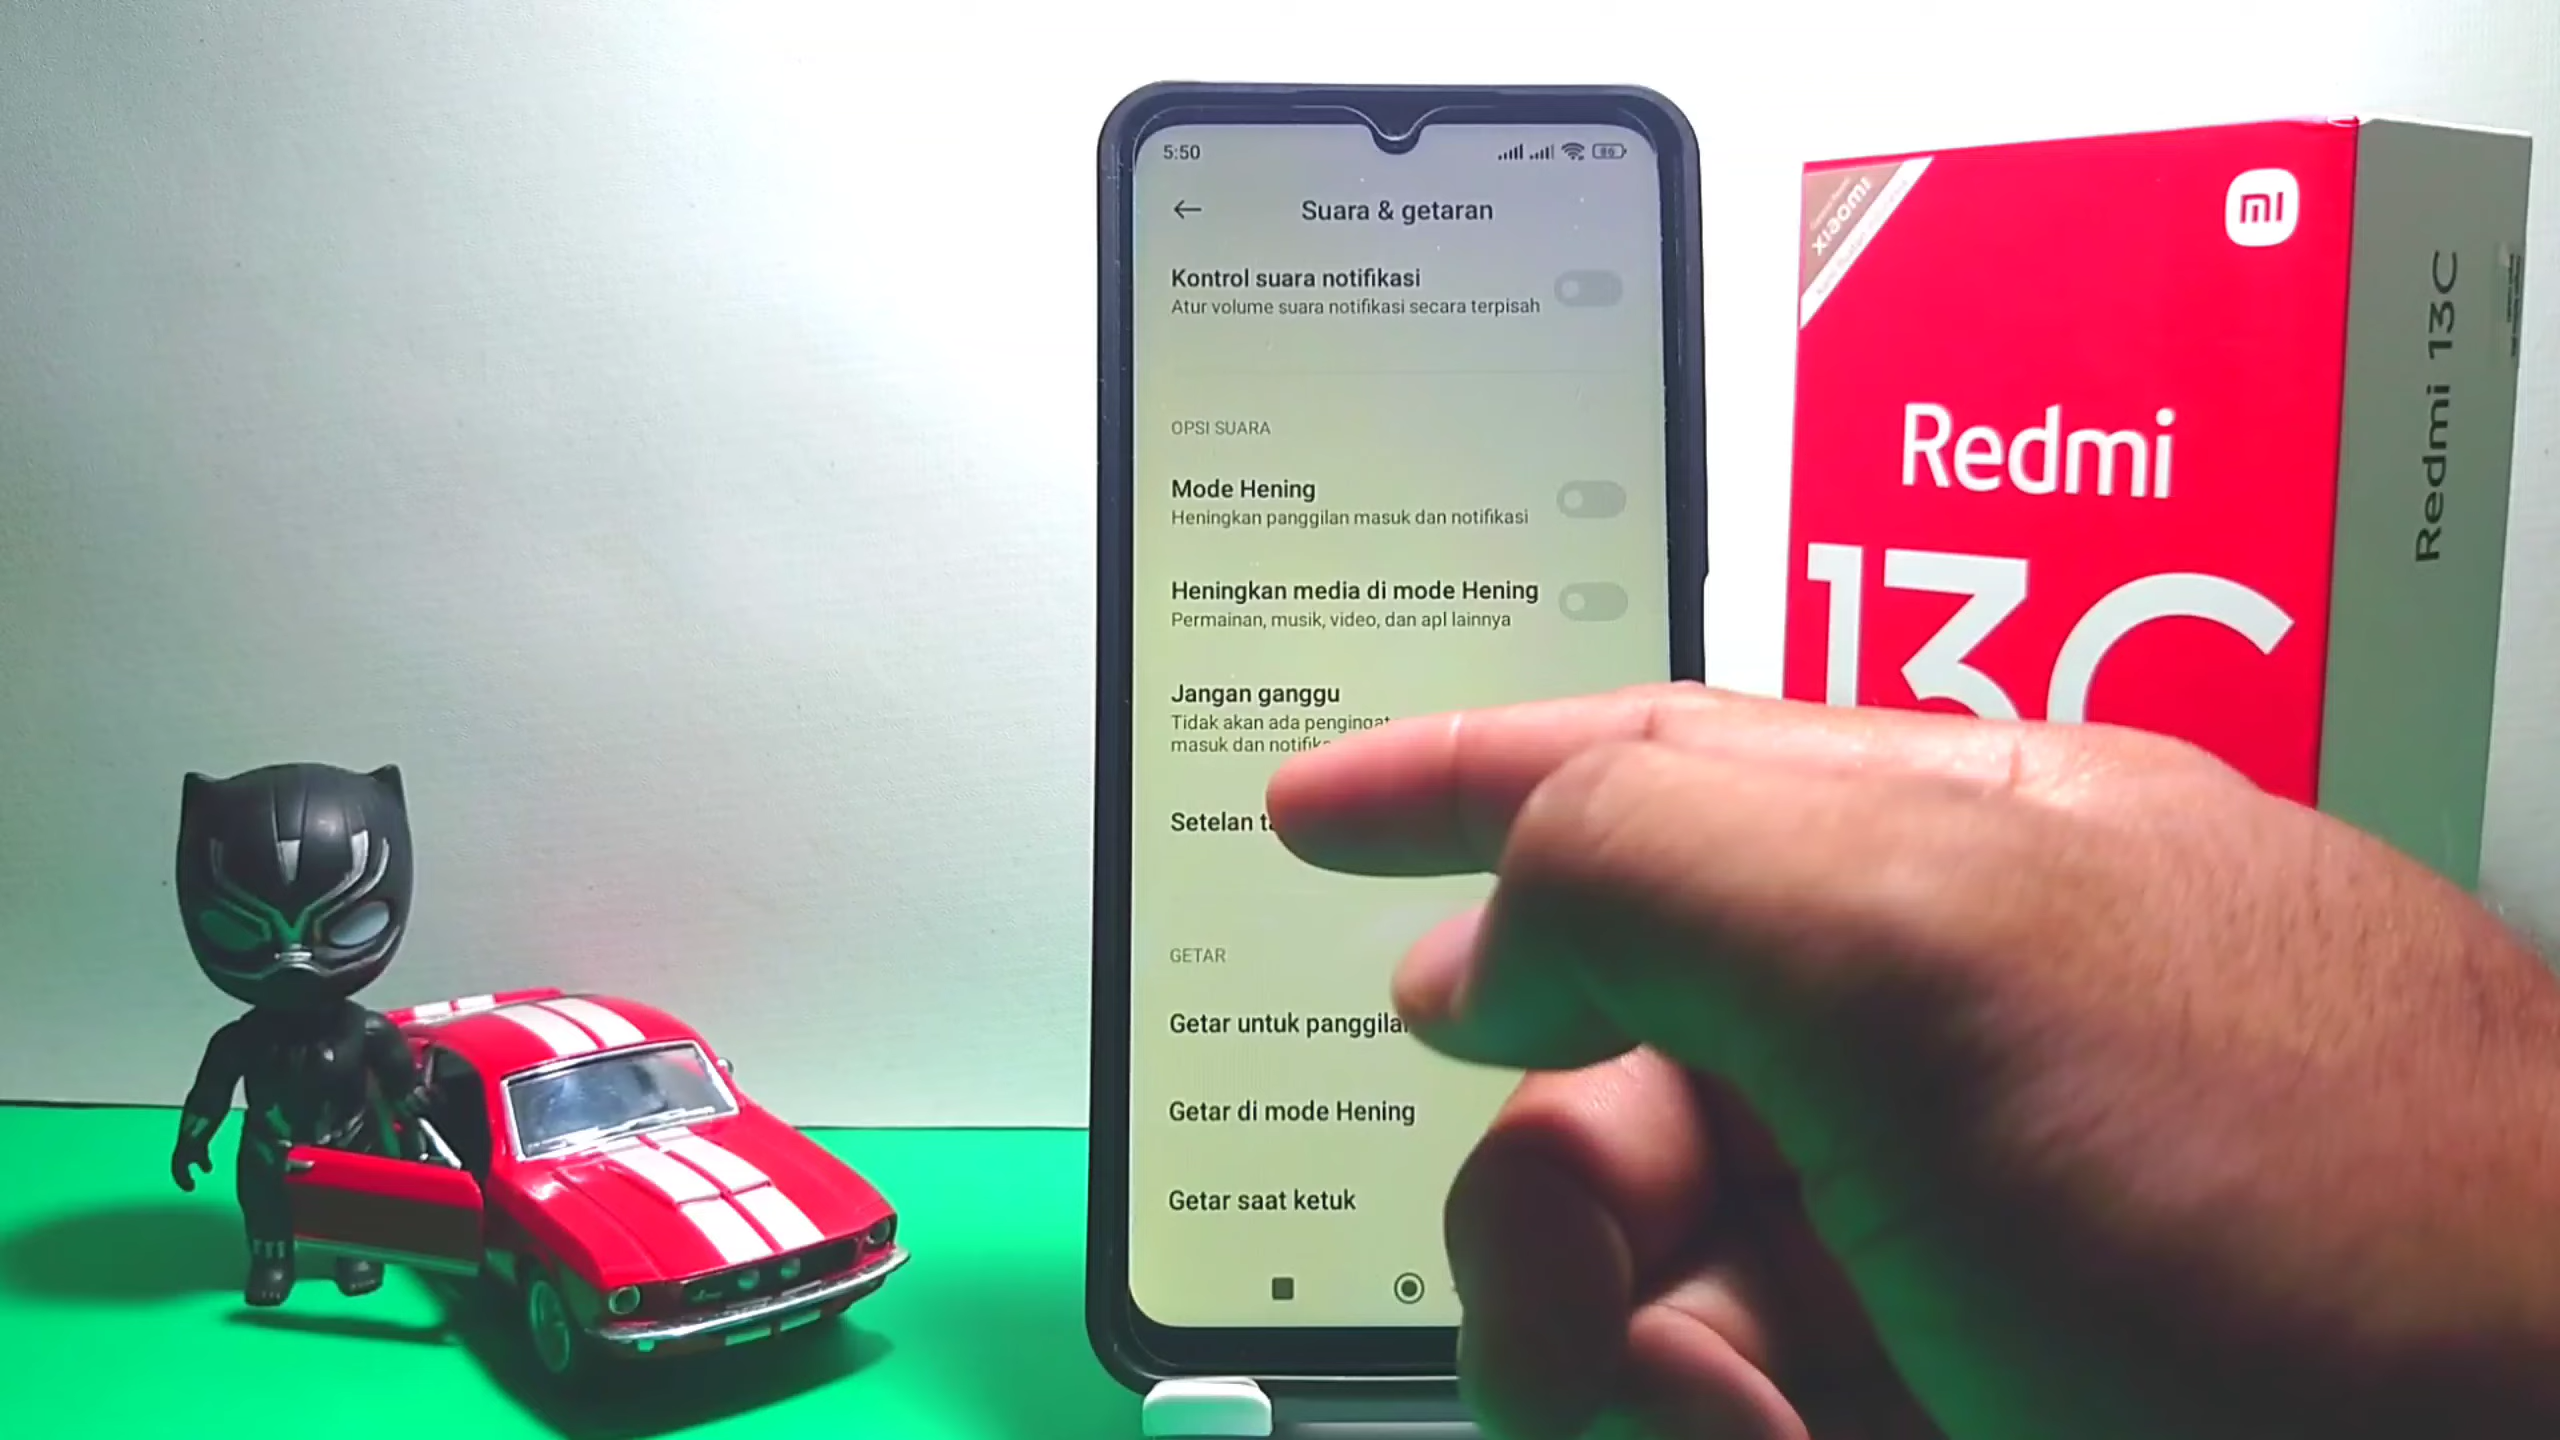 5:50
86
Suara & getaran
Kontrol suara notifikasi
Atur volume suara notifikasi secara terpisah
OPSI SUARA
Mode Hening
Heningkan panggilan masuk dan notifikasi
Heningkan media di mode Hening
Permainan, musik, video, dan apl lainnya
Jangan ganggu
Tidak akan ada pengingat
masuk dan
Setelan
GETAR
Getar untuk
Getar di mode Hening
Getar saat ketuk
xiaomi
mi
Redmi
13C
Redmi 13C